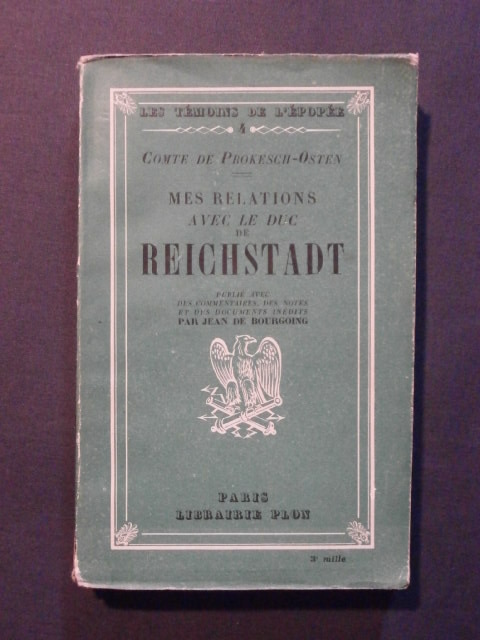 LES TÉMOINS DE L'ÉPOPÉE
4
COMTE DE PROKESCH-OSTEN
MES RELATIONS
AVEC LE DUC
DE
REICHSTADT
PUBLIÉ AVEC
DES COMMENTAIRES, DES NOTES
ET DES DOCUMENTS INÉDITS
PAR JEAN DE BOURGOING
PARIS
LIBRAIRIE PLON
3e mille